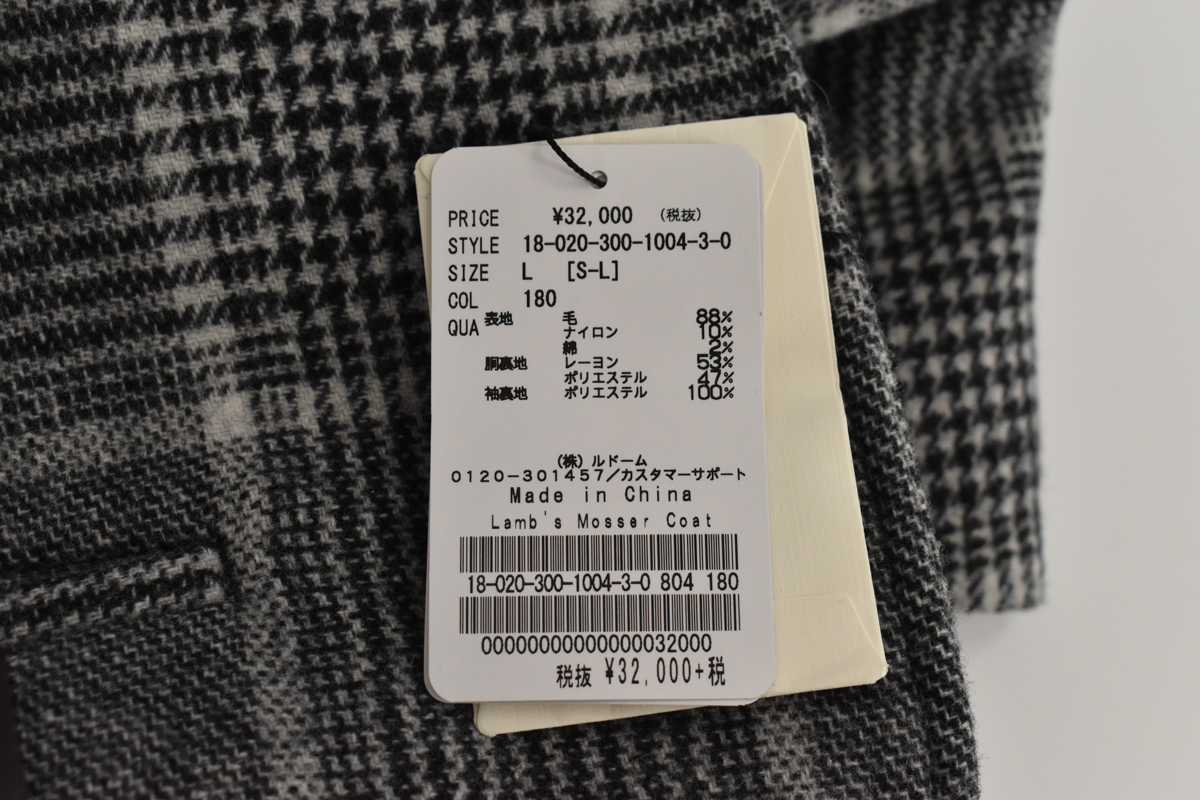 PRICE ¥32,000 (税抜)
STYLE 18-020-300-1004-3-0
SIZE L [S-L]
COL 180
QUA 表地 毛 88%
ナイロン 10%
綿 2%
胴裏地 レーヨン 53%
ポリエステル 47%
袖裏地 ポリエステル 100%
(株)ルドーム
0120-301457/カスタマーサポート
Made in China
Lamb's Mosser Coat
18-020-300-1004-3-0 804 180
00000000000000032000
税抜 ¥32,000+税